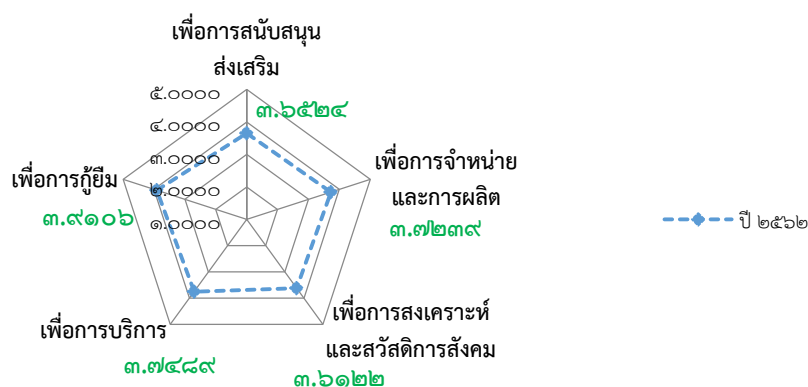 เพื่อการสนับสนุน
ส่งเสริม
๓.๖๕๒๔
๕.๐๐๐๐
๔.๐๐๐๐
๓.๐๐๐๐
๒.๐๐๐๐
๑.๐๐๐๐
เพื่อการจำหน่าย
และการผลิต
๓.๗๒๓๙
เพื่อการสงเคราะห์
และสวัสดิการสังคม
๓.๖๑๒๒
เพื่อการบริการ
๓.๗๔๘๙
เพื่อการกู้ยืม
๓.๙๑๐๖
ปี ๒๕๖๒